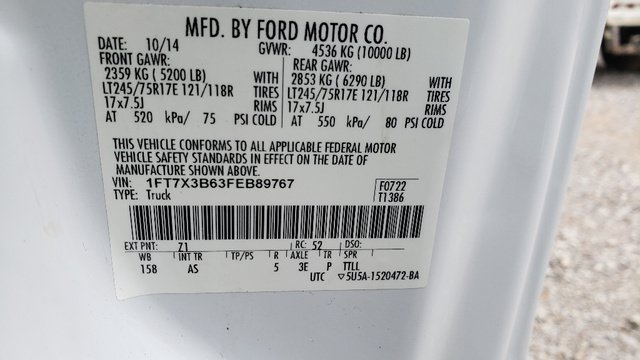 MFD. BY FORD MOTOR CO.
DATE: 10/14 GVWR: 4536 KG (10000 LB)
FRONT GAWR: REAR GAWR:
2359 KG (5200 LB) WITH 2853 KG (6290 LB) WITH
LT245/75R17E 121/118R TIRES LT245/75R17E 121/118R TIRES
17x7.5J RIMS 17x7.5J RIMS
AT 520 kPa/ 75 PSI COLD AT 550 kPa/ 80 PSI COLD
THIS VEHICLE CONFORMS TO ALL APPLICABLE FEDERAL MOTOR
VEHICLE SAFETY STANDARDS IN EFFECT ON THE DATE OF
MANUFACTURE SHOWN ABOVE.
VIN: 1FT7X3B63FEB89767 F0722
TYPE: Truck T1386
EXT PNT: Z1 RC: 52 DSO:
WB INT TR TP/PS R AXLE TR SPR
158 AS 5 3E P TTLL
UTC ▽5U5A-1520472-BA